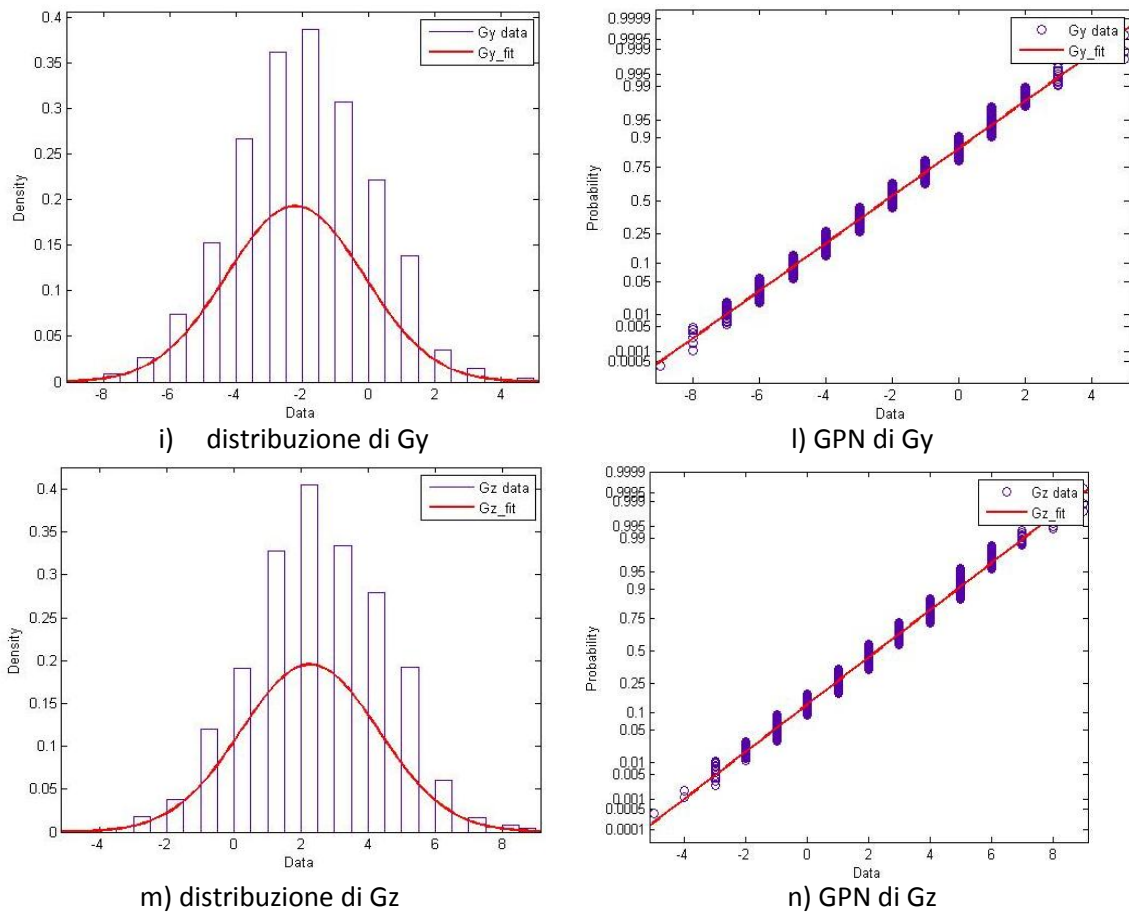 0.4
0.35
0.3
0.25
0.2
0.15
0.1
0.05
0
Density
-8 -6 -4 -2 0 2 4
Data
Gy data
Gy_fit
i) distribuzione di Gy
0.9999
0.9995
0.999
0.995
0.99
0.95
0.9
0.75
0.5
0.25
0.1
0.05
0.01
0.005
0.001
0.0005
Probability
-8 -6 -4 -2 0 2 4
Data
Gy data
Gy_fit
l) GPN di Gy
0.4
0.35
0.3
0.25
0.2
0.15
0.1
0.05
0
Density
-4 -2 0 2 4 6 8
Data
Gz data
Gz_fit
m) distribuzione di Gz
0.9999
0.9995
0.999
0.995
0.99
0.95
0.9
0.75
0.5
0.25
0.1
0.05
0.01
0.005
0.001
0.0005
0.0001
Probability
-4 -2 0 2 4 6 8
Data
Gz data
Gz_fit
n) GPN di Gz